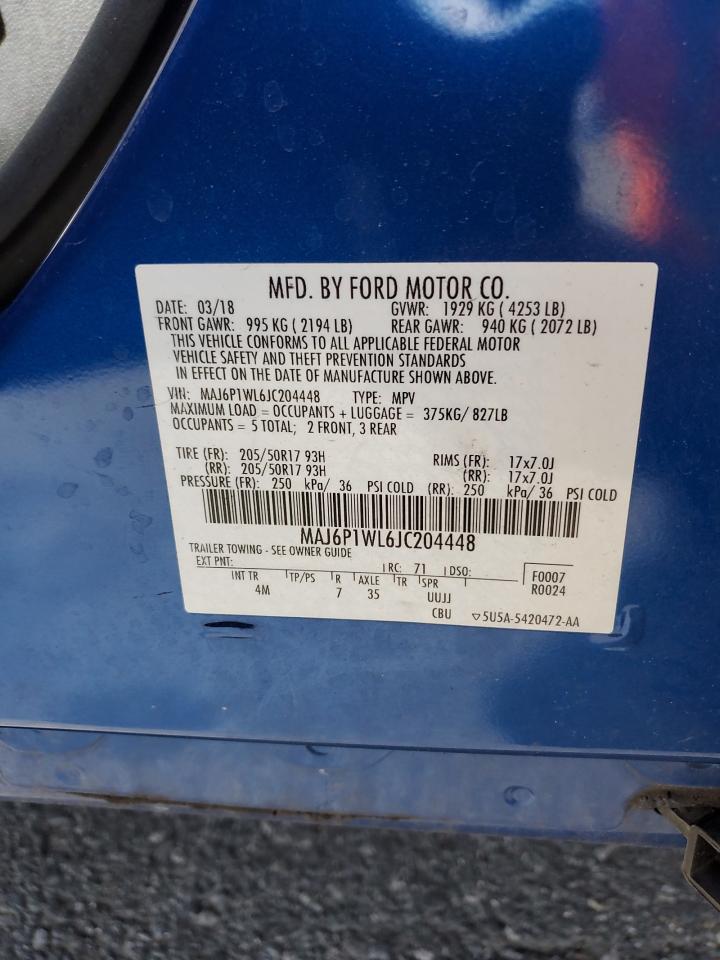 MFD. BY FORD MOTOR CO.
DATE: 03/18 GVWR: 1929 KG ( 4253 LB)
FRONT GAWR: 995 KG ( 2194 LB) REAR GAWR: 940 KG ( 2072 LB)
THIS VEHICLE CONFORMS TO ALL APPLICABLE FEDERAL MOTOR
VEHICLE SAFETY AND THEFT PREVENTION STANDARDS
IN EFFECT ON THE DATE OF MANUFACTURE SHOWN ABOVE.
VIN: MAJ6P1WL6JC204448 TYPE: MPV
MAXIMUM LOAD = OCCUPANTS + LUGGAGE = 375KG/ 827LB
OCCUPANTS = 5 TOTAL; 2 FRONT, 3 REAR
TIRE (FR): 205/50R17 93H RIMS (FR): 17x7.0J
(RR): 205/50R17 93H (RR): 17x7.0J
PRESSURE (FR): 250 kPa/ 36 PSI COLD (RR): 250 kPa/ 36 PSI COLD
MAJ6P1WL6JC204448
TRAILER TOWING - SEE OWNER GUIDE
EXT PNT: RC: 71 DSO: F0007
INT TR TP/PS R AXLE TR SPR R0024
4M 7 35 UUJJ
CBU ▽5U5A-5420472-AA